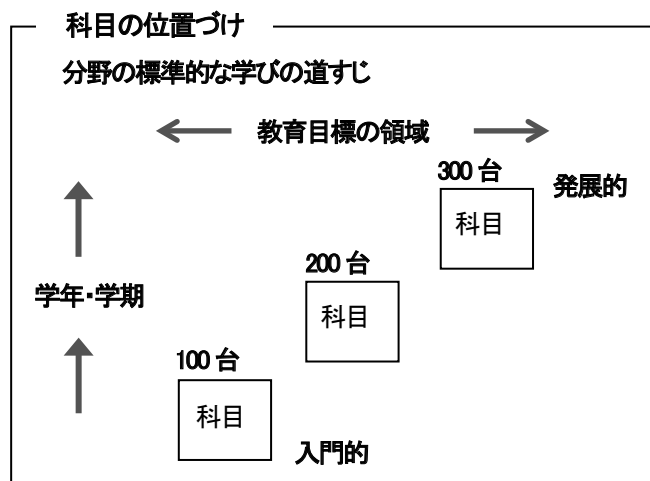 科目の位置づけ
分野の標準的な学びの道すじ
教育目標の領域
300台
発展的
科目
200台
学年・学期
科目
100台
科目
入門的